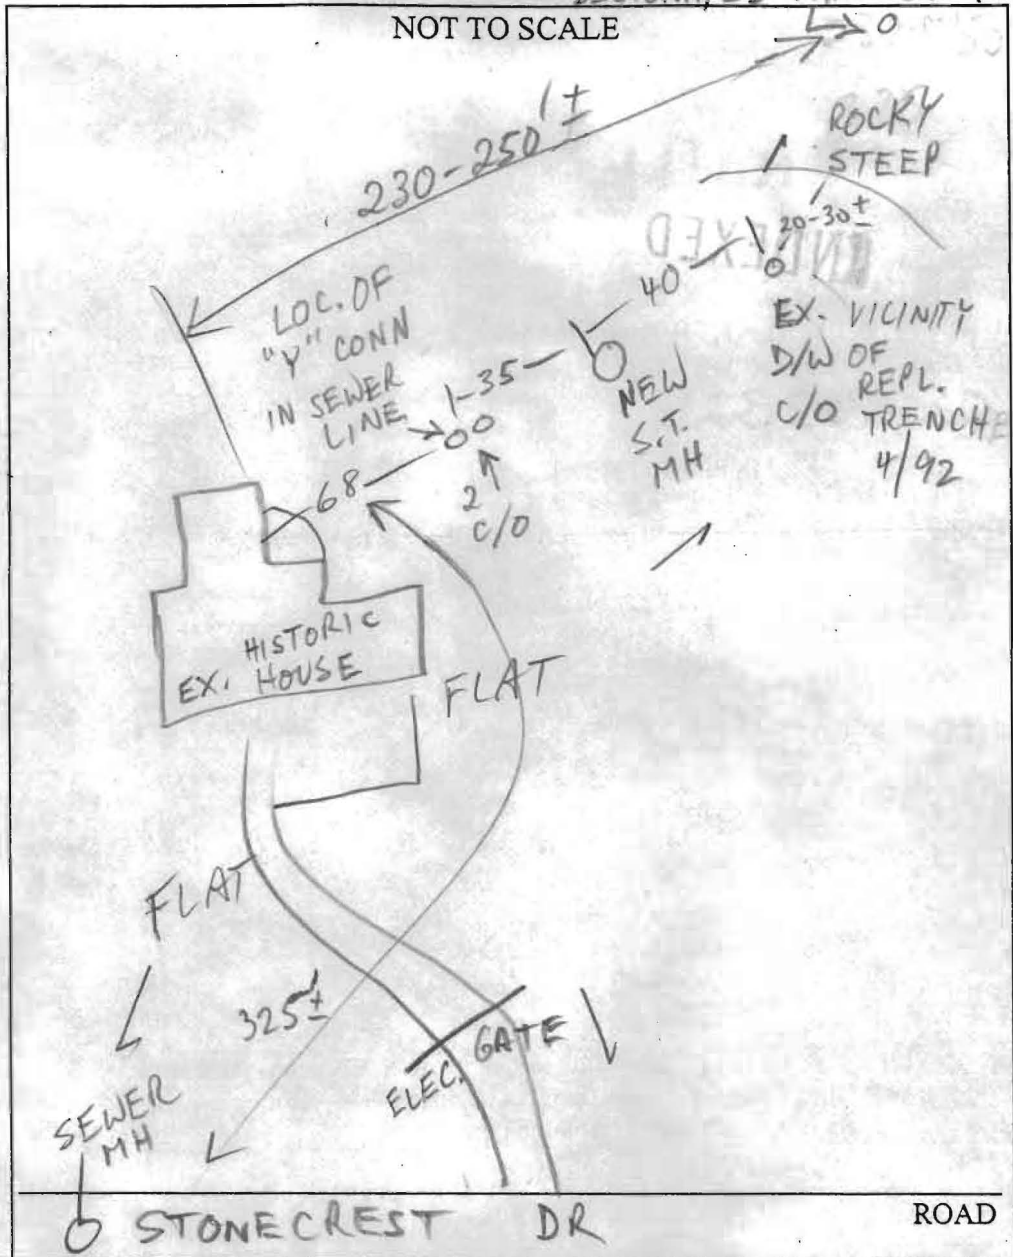 NOT TO SCALE
O
230-250'±
ROCKY
STEEP
20-30±
INDEXED
40
LOC. OF
"Y" CONN
IN SEWER
LINE
1-35
NEW
S.T.
MH
EX. VICINITY
D/W OF
REPL.
C/O TRENCHE
4/92
68
2
C/O
HISTORIC
EX. HOUSE
FLAT
FLAT
325'±
GATE
ELEC.
SEWER
MH
STONECREST DR
ROAD